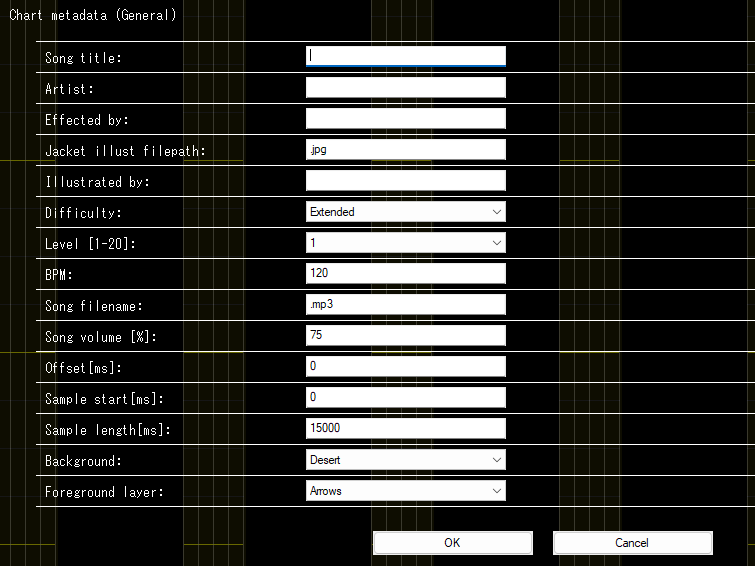 Chart metadata (General)
Song title:
Artist:
Effected by:
Jacket illust filepath: .jpg
Illustrated by:
Difficulty: Extended
Level [1-20]: 1
BPM: 120
Song filename: .mp3
Song volume [%]: 75
Offset[ms]: 0
Sample start[ms]: 0
Sample length[ms]: 15000
Background: Desert
Foreground layer: Arrows
OK Cancel